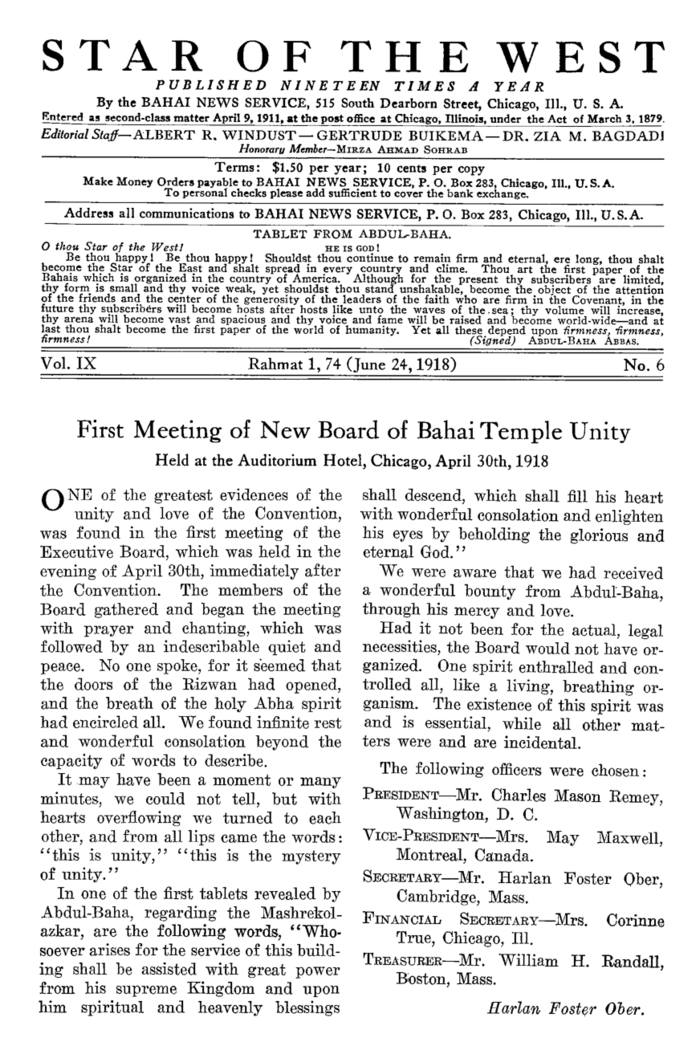 STAR OF THE WEST
PUBLISHED NINETEEN TIMES A YEAR
By the BAHAI NEWS SERVICE, 515 South Dearborn Street, Chicago, Ill., U. S. A.
Entered as second-class matter April 9, 1911, at the post office at Chicago, Illinois, under the Act of March 3, 1879.
Editorial Staff—ALBERT R. WINDUST—GERTRUDE BUIKEMA—DR. ZIA M. BAGDADI
Honorary Member—MIRZA AHMAD SOHRAB
Terms: $1.50 per year; 10 cents per copy
Make Money Orders payable to BAHAI NEWS SERVICE, P. O. Box 283, Chicago, Ill., U. S. A.
To personal checks please add sufficient to cover the bank exchange.
Address all communications to BAHAI NEWS SERVICE, P. O. Box 283, Chicago, Ill., U. S. A.
TABLET FROM ABDUL-BAHA.
O thou Star of the West! HE IS GOD!
Be thou happy! Be thou happy! Shouldst thou continue to remain firm and eternal, ere long, thou shalt
become the Star of the East and shalt spread in every country and clime. Thou art the first paper of the
Bahais which is organized in the country of America. Although for the present thy subscribers are limited,
thy form is small and thy voice weak, yet shouldst thou stand unshakable, become the object of the attention
of the friends and the center of the generosity of the leaders of the faith who are firm in the Covenant, in the
future thy subscribers will become hosts after hosts like unto the waves of the sea; thy volume will increase,
thy arena will become vast and spacious and thy voice and fame will be raised and become world-wide—and at
last thou shalt become the first paper of the world of humanity. Yet all these depend upon firmness, firmness,
firmness! (Signed) ABDUL-BAHA ABBAS.
Vol. IX Rahmat 1, 74 (June 24, 1918) No. 6
First Meeting of New Board of Bahai Temple Unity
Held at the Auditorium Hotel, Chicago, April 30th, 1918
ONE of the greatest evidences of the
unity and love of the Convention,
was found in the first meeting of the
Executive Board, which was held in the
evening of April 30th, immediately after
the Convention. The members of the
Board gathered and began the meeting
with prayer and chanting, which was
followed by an indescribable quiet and
peace. No one spoke, for it seemed that
the doors of the Rizwan had opened,
and the breath of the holy Abha spirit
had encircled all. We found infinite rest
and wonderful consolation beyond the
capacity of words to describe.
It may have been a moment or many
minutes, we could not tell, but with
hearts overflowing we turned to each
other, and from all lips came the words:
"this is unity," "this is the mystery
of unity."
In one of the first tablets revealed by
Abdul-Baha, regarding the Mashrekol-
azkar, are the following words, "Who-
soever arises for the service of this build-
ing shall be assisted with great power
from his supreme Kingdom and upon
him spiritual and heavenly blessings
shall descend, which shall fill his heart
with wonderful consolation and enlighten
his eyes by beholding the glorious and
eternal God."
We were aware that we had received
a wonderful bounty from Abdul-Baha,
through his mercy and love.
Had it not been for the actual, legal
necessities, the Board would not have or-
ganized. One spirit enthralled and con-
trolled all, like a living, breathing or-
ganism. The existence of this spirit was
and is essential, while all other mat-
ters were and are incidental.
The following officers were chosen:
PRESIDENT—Mr. Charles Mason Remey,
Washington, D. C.
VICE-PRESIDENT—Mrs. May Maxwell,
Montreal, Canada.
SECRETARY—Mr. Harlan Foster Ober,
Cambridge, Mass.
FINANCIAL SECRETARY—Mrs. Corinne
True, Chicago, Ill.
TREASURER—Mr. William H. Randall,
Boston, Mass.
Harlan Foster Ober.